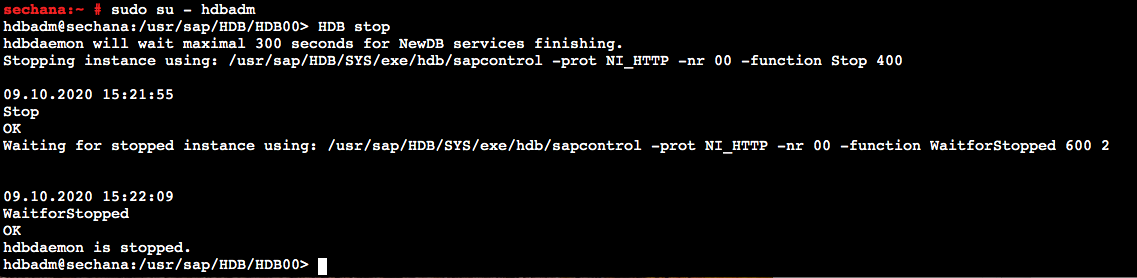 sechana:~ # sudo su - hdbadm
hdbadm@sechana:/usr/sap/HDB/HDB00> HDB stop
hdbdaemon will wait maximal 300 seconds for NewDB services finishing.
Stopping instance using: /usr/sap/HDB/SYS/exe/hdb/sapcontrol -prot NI_HTTP -nr 00 -function Stop 400
09.10.2020 15:21:55
Stop
OK
Waiting for stopped instance using: /usr/sap/HDB/SYS/exe/hdb/sapcontrol -prot NI_HTTP -nr 00 -function WaitforStopped 600 2
09.10.2020 15:22:09
WaitforStopped
OK
hdbdaemon is stopped.
hdbadm@sechana:/usr/sap/HDB/HDB00>